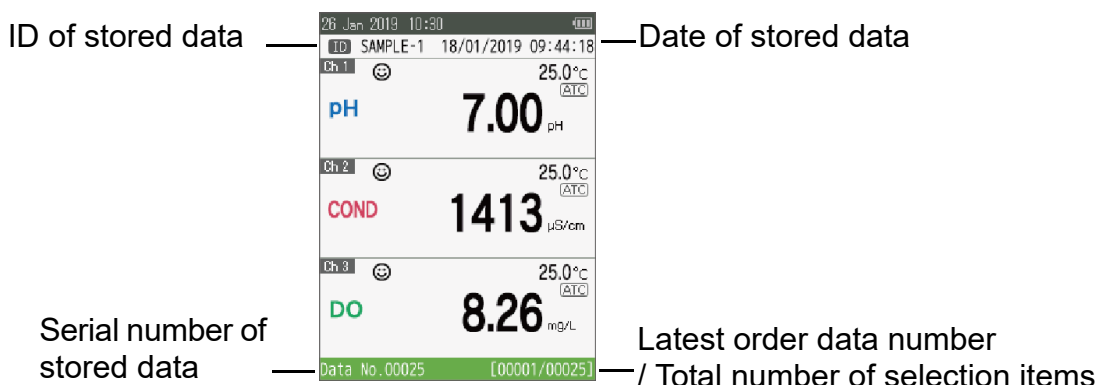 26 Jan 2019 10:30
ID of stored data
ID SAMPLE-1 18/01/2019 09:44:18
Date of stored data
Ch 1
25.0°C
ATC
pH
7.00 pH
Ch 2
25.0°C
ATC
COND
1413 µS/cm
Ch 3
25.0°C
ATC
DO
8.26 mg/L
Serial number of
stored data
Data No.00025 [00001/00025]
Latest order data number
/ Total number of selection items